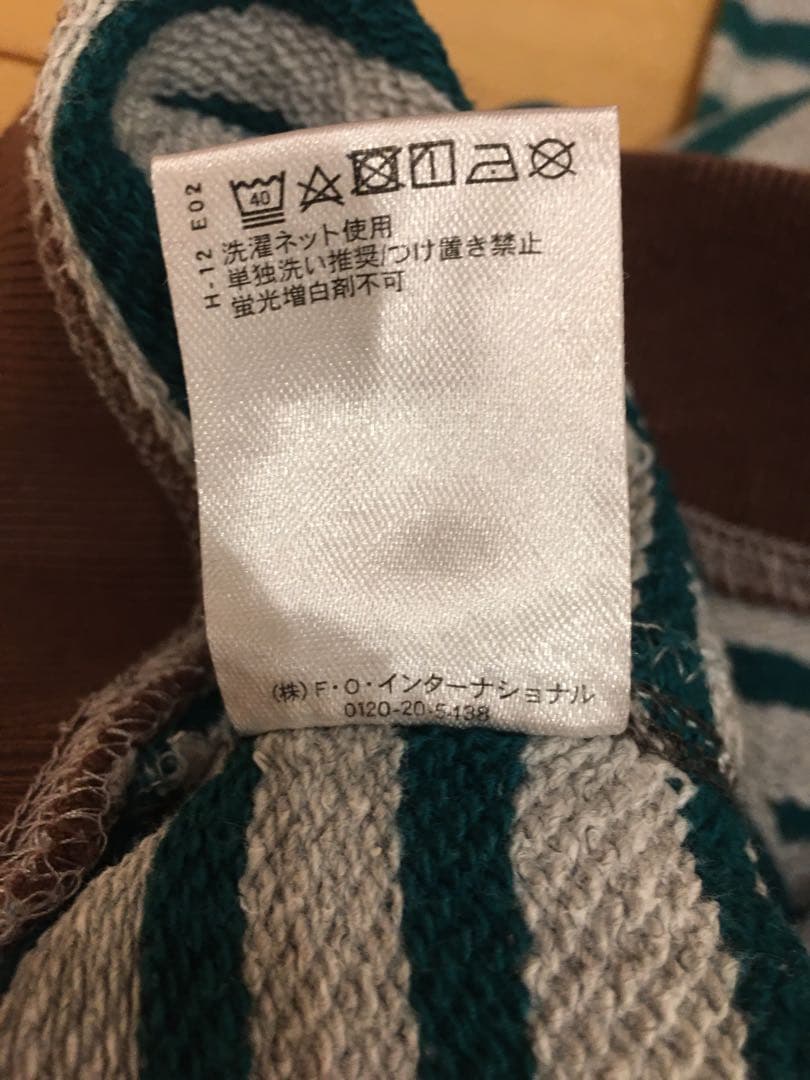 40
洗濯ネット使用
単独洗い推奨/つけ置き禁止
蛍光増白剤不可
H-12 E02
(株)F・O・インターナショナル
0120-20-5438